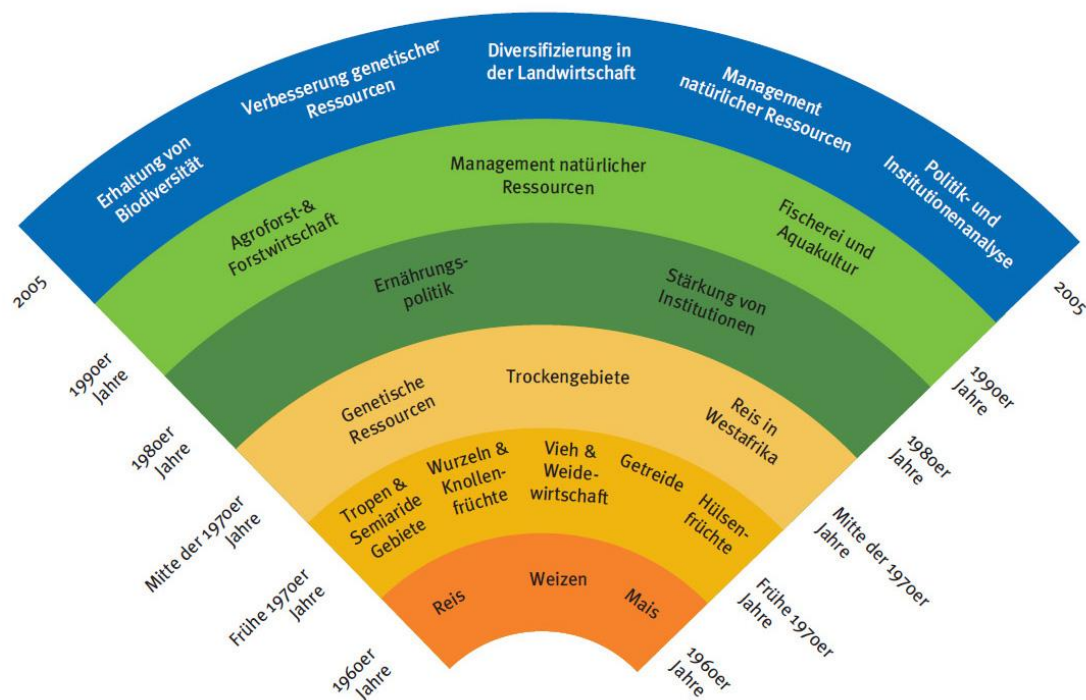 Erhaltung von
Biodiversität
Verbesserung genetischer
Ressourcen
Diversifizierung in
der Landwirtschaft
Management
natürlicher Ressourcen
Politik- und
Institutionenanalyse
2005
2005
Agroforst-&
Forstwirtschaft
Management natürlicher
Ressourcen
Fischerei und
Aquakultur
1990er
Jahre
1990er
Jahre
Ernährungs-
politik
Stärkung von
Institutionen
1980er
Jahre
1980er
Jahre
Genetische
Ressourcen
Trockengebiete
Reis in
Westafrika
Mitte der 1970er
Jahre
Mitte der 1970er
Jahre
Tropen &
Semiaride
Gebiete
Wurzeln &
Knollen-
früchte
Vieh &
Weide-
wirtschaft
Getreide
Hülsen-
früchte
Frühe 1970er
Jahre
Frühe 1970er
Jahre
Reis
Weizen
Mais
1960er
Jahre
1960er
Jahre